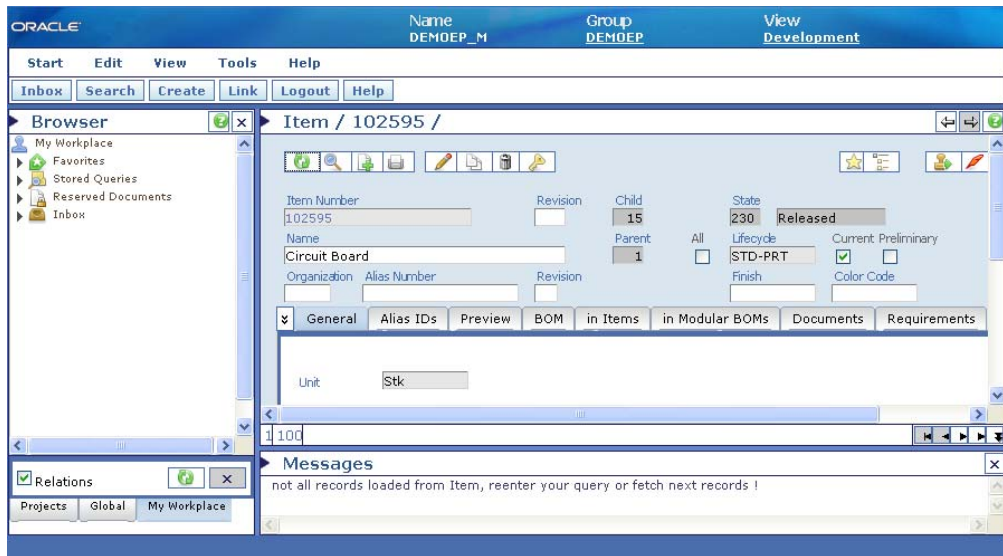 ORACLE
Name Group View
DEMOEP_M DEMOEP Development
Start Edit View Tools Help
Inbox Search Create Link Logout Help
Browser
My Workplace
Favorites
Stored Queries
Reserved Documents
Inbox
Relations
Projects Global My Workplace
Item / 102595 /
Item Number Revision Child State
102595 15 230 Released
Name Parent All Lifecycle Current Preliminary
Circuit Board 1 STD-PRT
Organization Alias Number Revision Finish Color Code
General Alias IDs Preview BOM in Items in Modular BOMs Documents Requirements
Unit Stk
1 100
Messages
not all records loaded from Item, reenter your query or fetch next records !